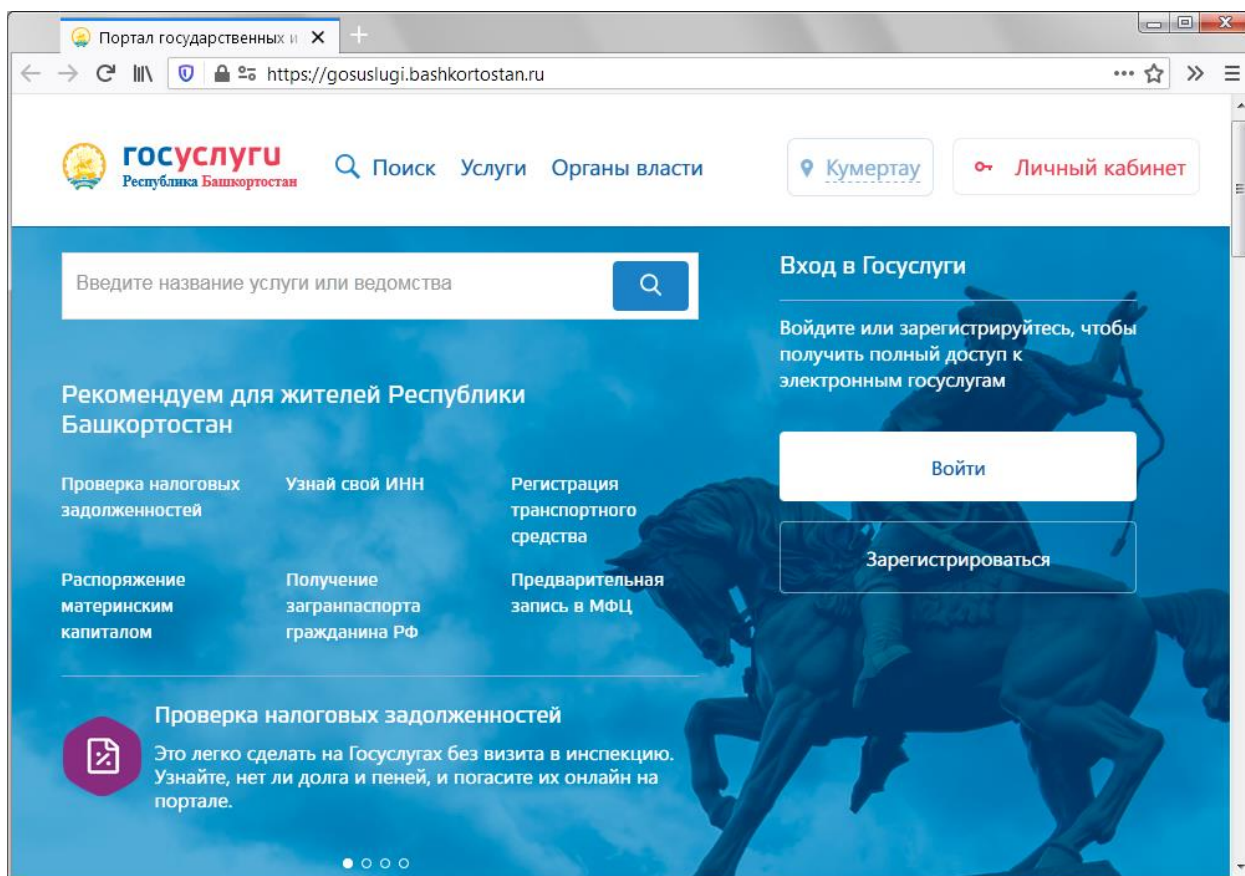 Портал государственных и
https://gosuslugi.bashkortostan.ru
госуслуги
Республика Башкортостан
Поиск Услуги Органы власти
Кумертау
Личный кабинет
Введите название услуги или ведомства
Рекомендуем для жителей Республики
Башкортостан
Проверка налоговых
задолженностей
Узнай свой ИНН
Регистрация
транспортного
средства
Распоряжение
материнским
капиталом
Получение
загранпаспорта
гражданина РФ
Предварительная
запись в МФЦ
Проверка налоговых задолженностей
Это легко сделать на Госуслугах без визита в инспекцию.
Узнайте, нет ли долга и пеней, и погасите их онлайн на
портале.
Вход в Госуслуги
Войдите или зарегистрируйтесь, чтобы
получить полный доступ к
электронным госуслугам
Войти
Зарегистрироваться